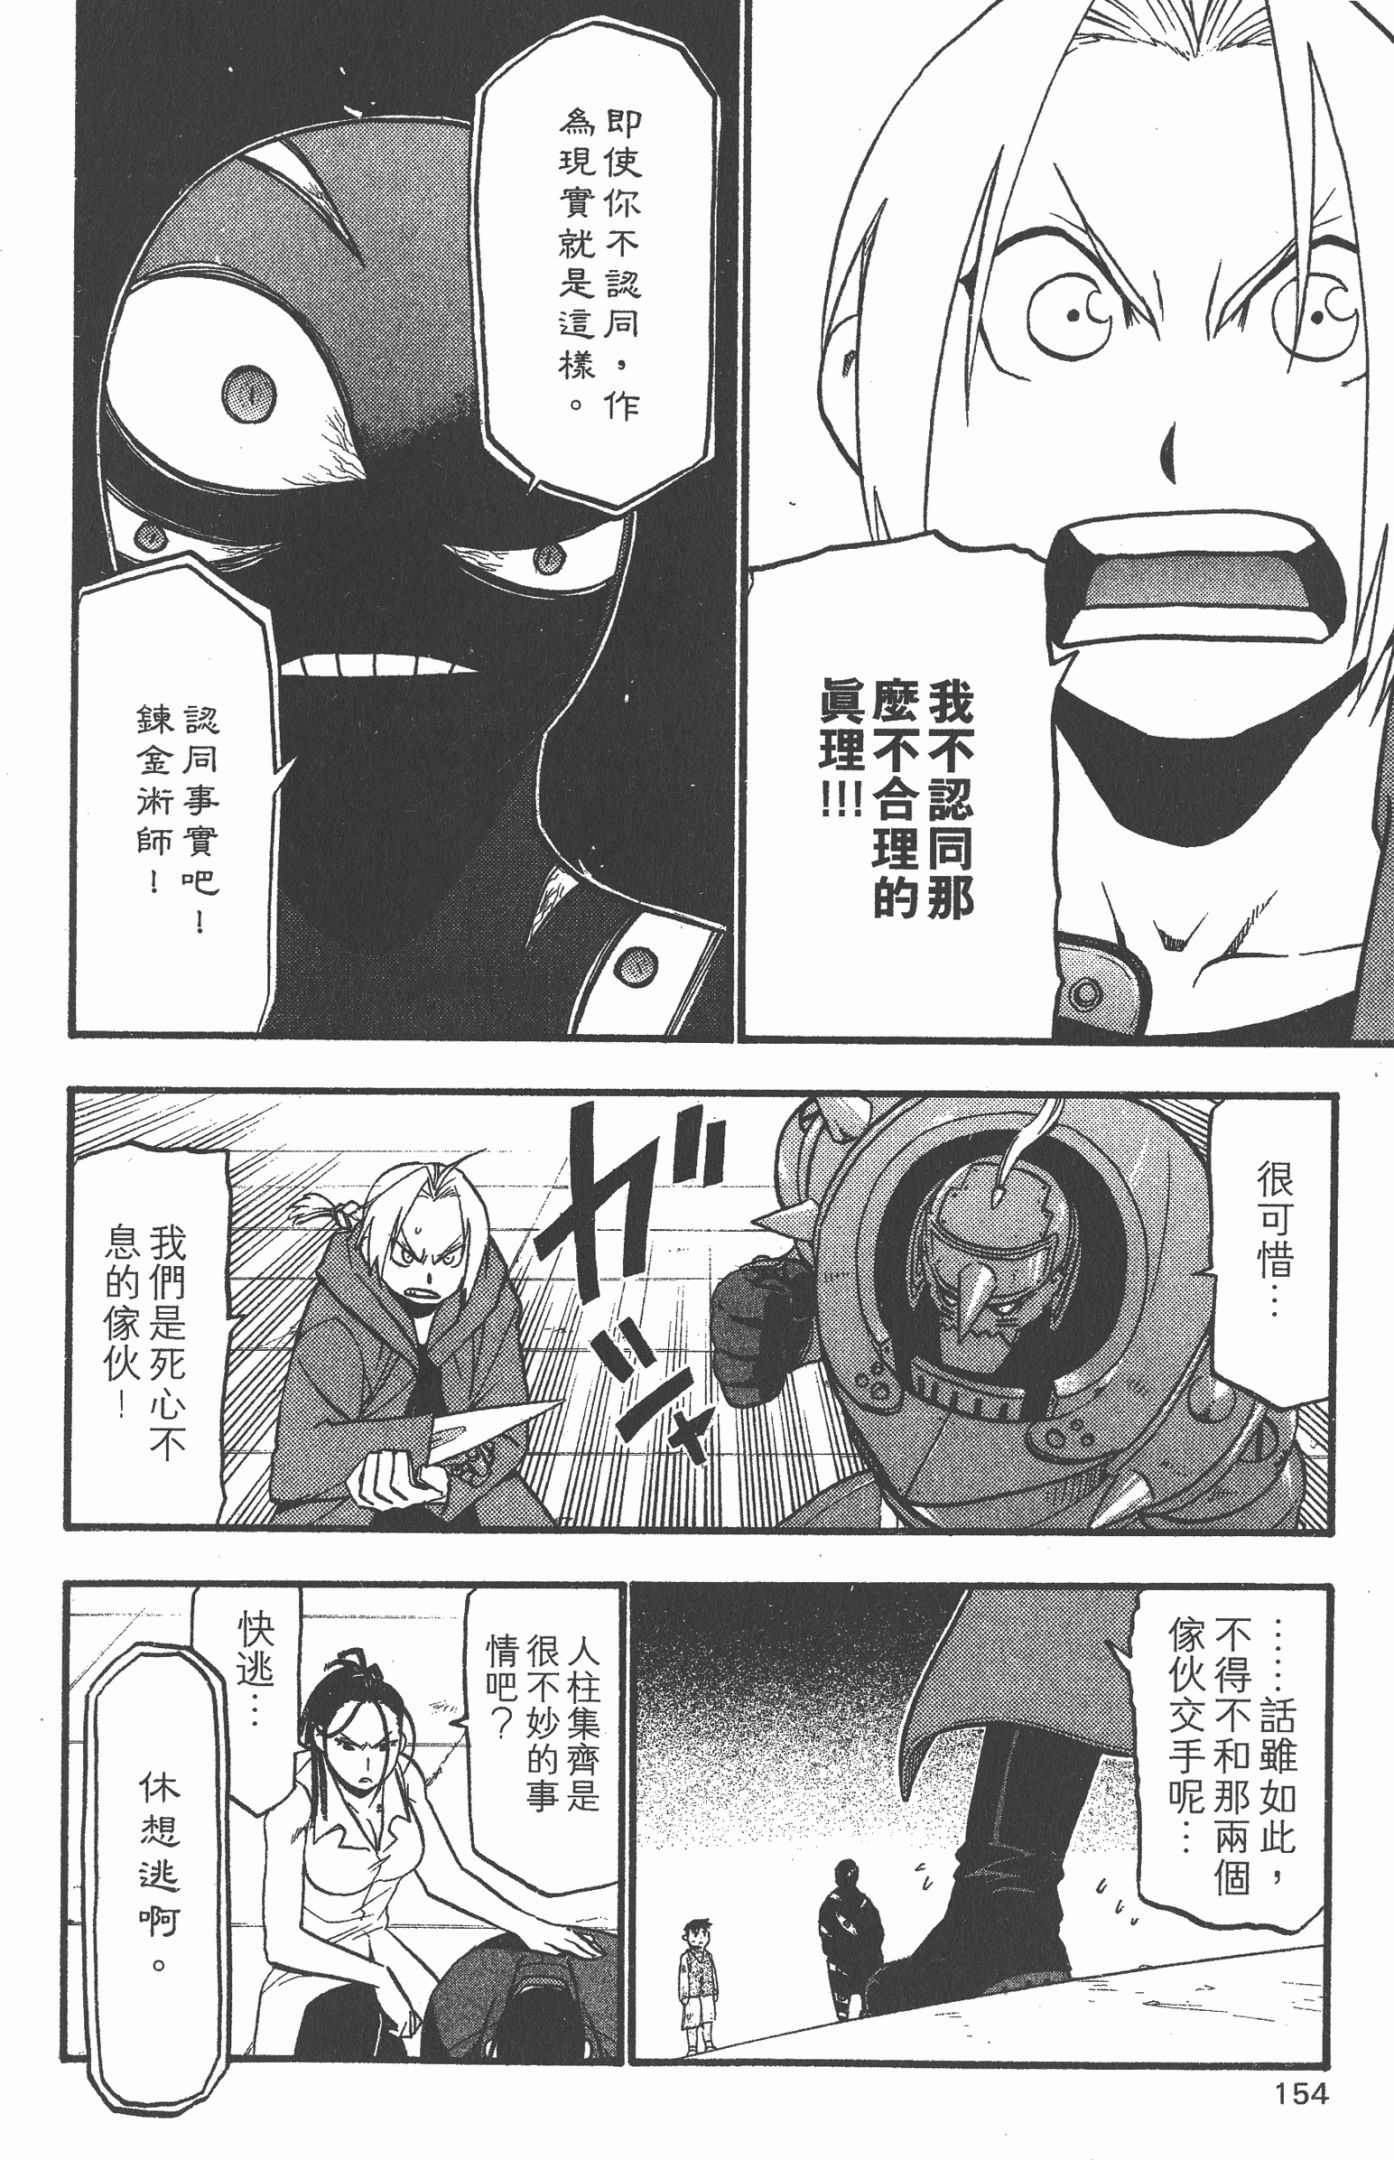 我不認同那
麼不合理的
眞理!!!
即使你不認同，作
為現實就是這樣。
認同事實吧！
鍊金術師！
很可惜…
ガガッ
我們是死心不
息的傢伙！
……話雖如此，
不得不和那兩個
傢伙交手呢…
人柱集齊是
很不妙的事
情吧？
快逃…
休想逃啊。
154